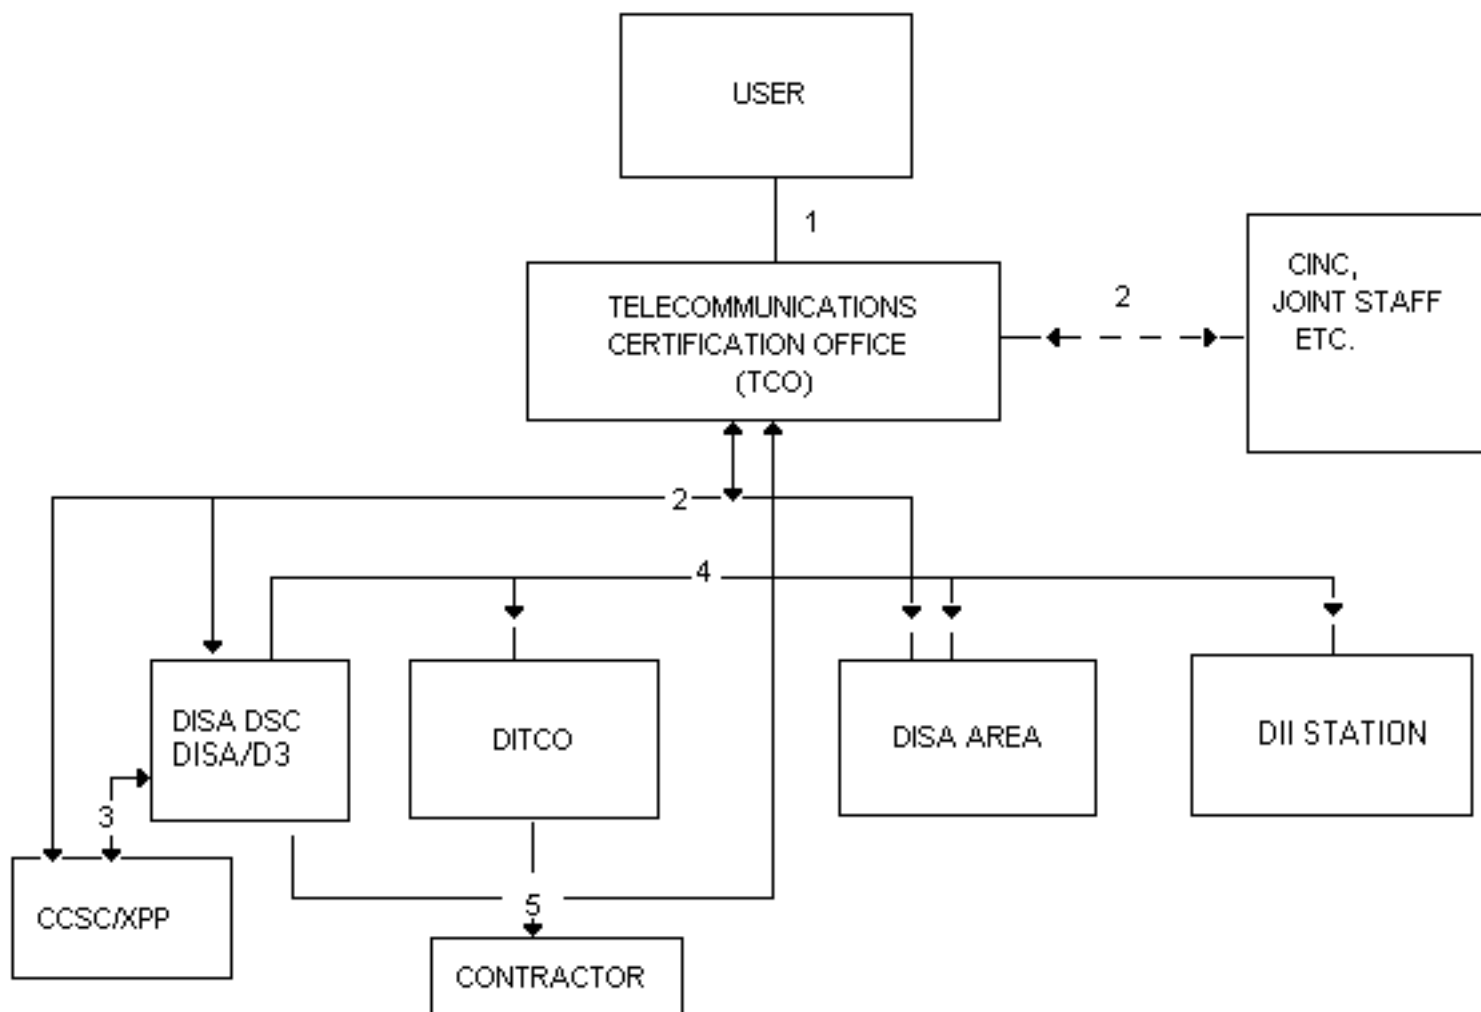 USER
1
TELECOMMUNICATIONS
CERTIFICATION OFFICE
(TCO)
2
CINC,
JOINT STAFF
ETC.
2
4
DISA DSC
DISA/D3
DITCO
DISA AREA
DII STATION
3
CCSC/XPP
5
CONTRACTOR